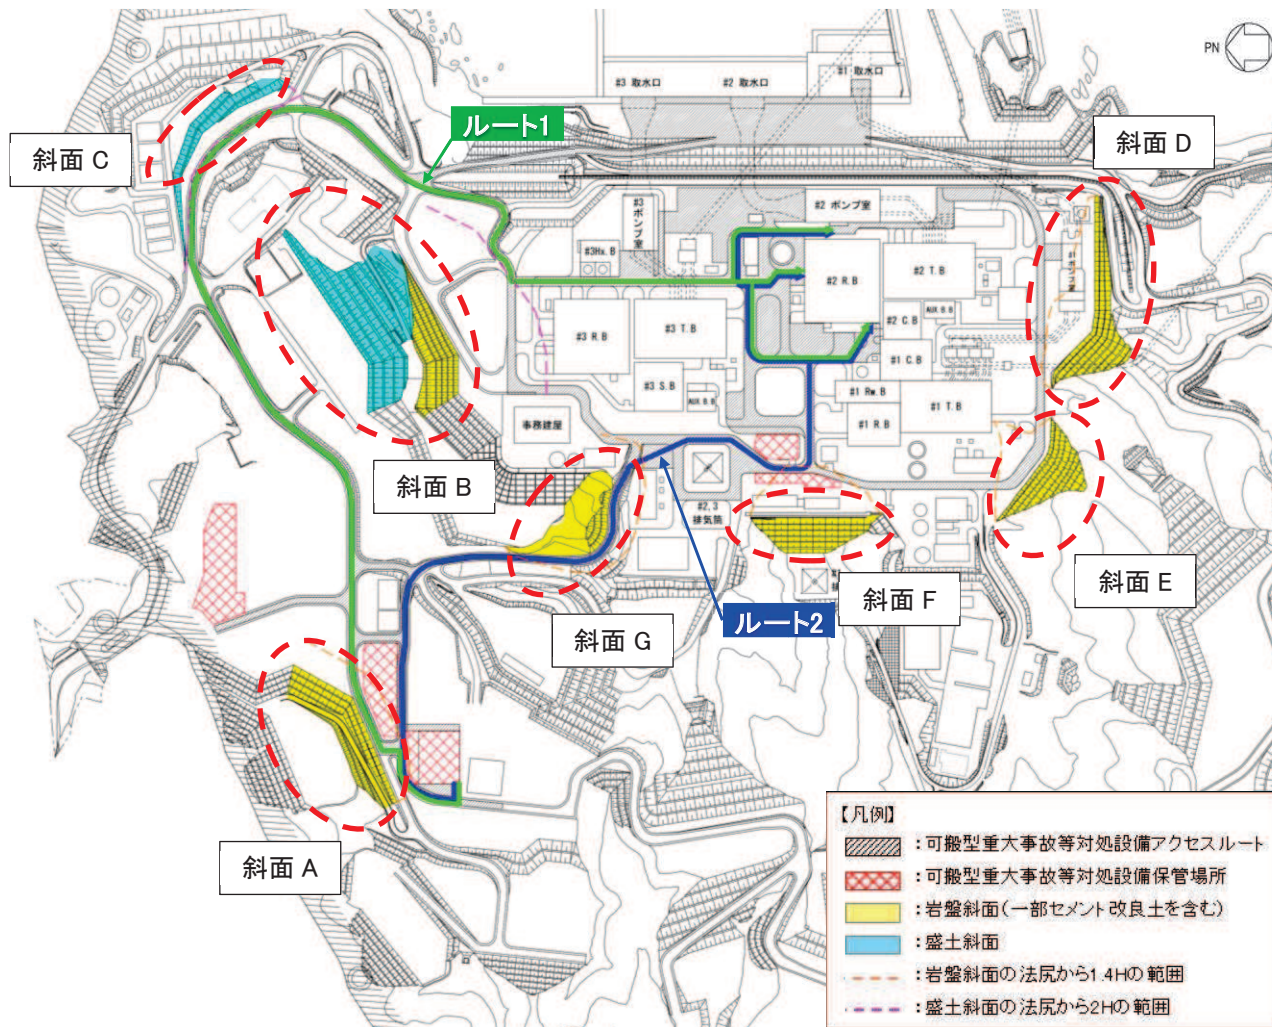 PN
#3 取水口
#2 取水口
#1 取水口
ルート1
斜面 C
斜面 D
#3 ポンプ室
#2 ポンプ室
#1 ポンプ室
#3Hx.B
#2 R.B
#2 T.B
#3 R.B
#3 T.B
#2 C.B
AUX.B.B
#1 C.B
#3 S.B
AUX.B.B
#1 Rw.B
#1 T.B
#1 R.B
事務建屋
斜面 B
#2,3
排気筒
斜面 E
斜面 F
ルート2
斜面 G
斜面 A
【凡例】
:可搬型重大事故等対処設備アクセスルート
:可搬型重大事故等対処設備保管場所
:岩盤斜面(一部セメント改良土を含む)
:盛土斜面
:岩盤斜面の法尻から1.4Hの範囲
:盛土斜面の法尻から2Hの範囲